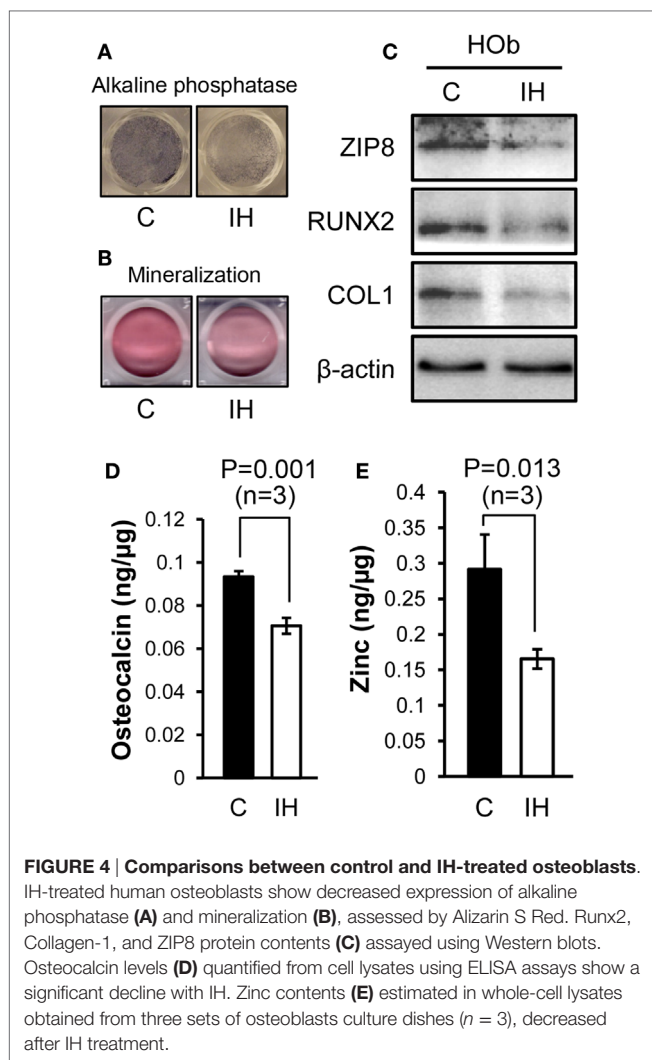 A
Alkaline phosphatase
C IH
B
Mineralization
C IH
C
HOb
C IH
ZIP8
RUNX2
COL1
β-actin
D
P=0.001
(n=3)
Osteocalcin (ng/µg)
0.12
0.1
0.08
0.06
0.04
0.02
0
C IH
E
P=0.013
(n=3)
Zinc (ng/µg)
0.4
0.35
0.3
0.25
0.2
0.15
0.1
0.05
0
C IH
FIGURE 4 | Comparisons between control and IH-treated osteoblasts.
IH-treated human osteoblasts show decreased expression of alkaline
phosphatase (A) and mineralization (B), assessed by Alizarin S Red. Runx2,
Collagen-1, and ZIP8 protein contents (C) assayed using Western blots.
Osteocalcin levels (D) quantified from cell lysates using ELISA assays show a
significant decline with IH. Zinc contents (E) estimated in whole-cell lysates
obtained from three sets of osteoblasts culture dishes (n = 3), decreased
after IH treatment.